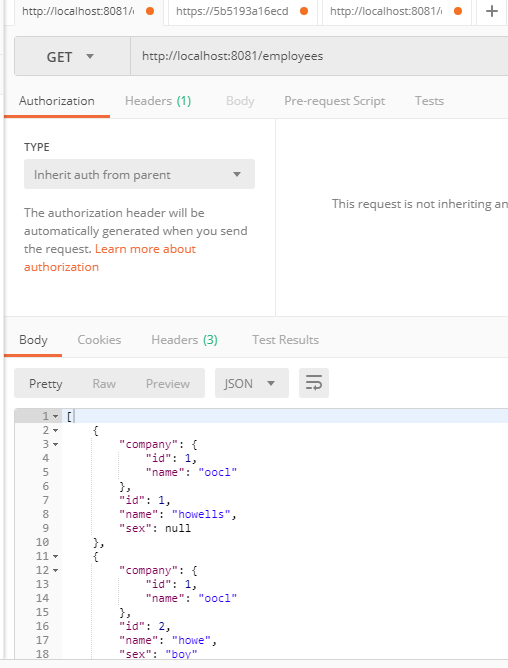 http://localhost:8081/
https://5b5193a16ecd
http://localhost:8081/
+
GET
http://localhost:8081/employees
Authorization
Headers (1)
Body
Pre-request Script
Tests
TYPE
Inherit auth from parent
The authorization header will be
automatically generated when you send
the request. Learn more about
authorization
This request is not inheriting an
Body
Cookies
Headers (3)
Test Results
Pretty
Raw
Preview
JSON
1 [
2 {
3 "company": {
4 "id": 1,
5 "name": "oocl"
6 },
7 "id": 1,
8 "name": "howells",
9 "sex": null
10 },
11 {
12 "company": {
13 "id": 1,
14 "name": "oocl"
15 },
16 "id": 2,
17 "name": "howe",
18 "sex": "boy"